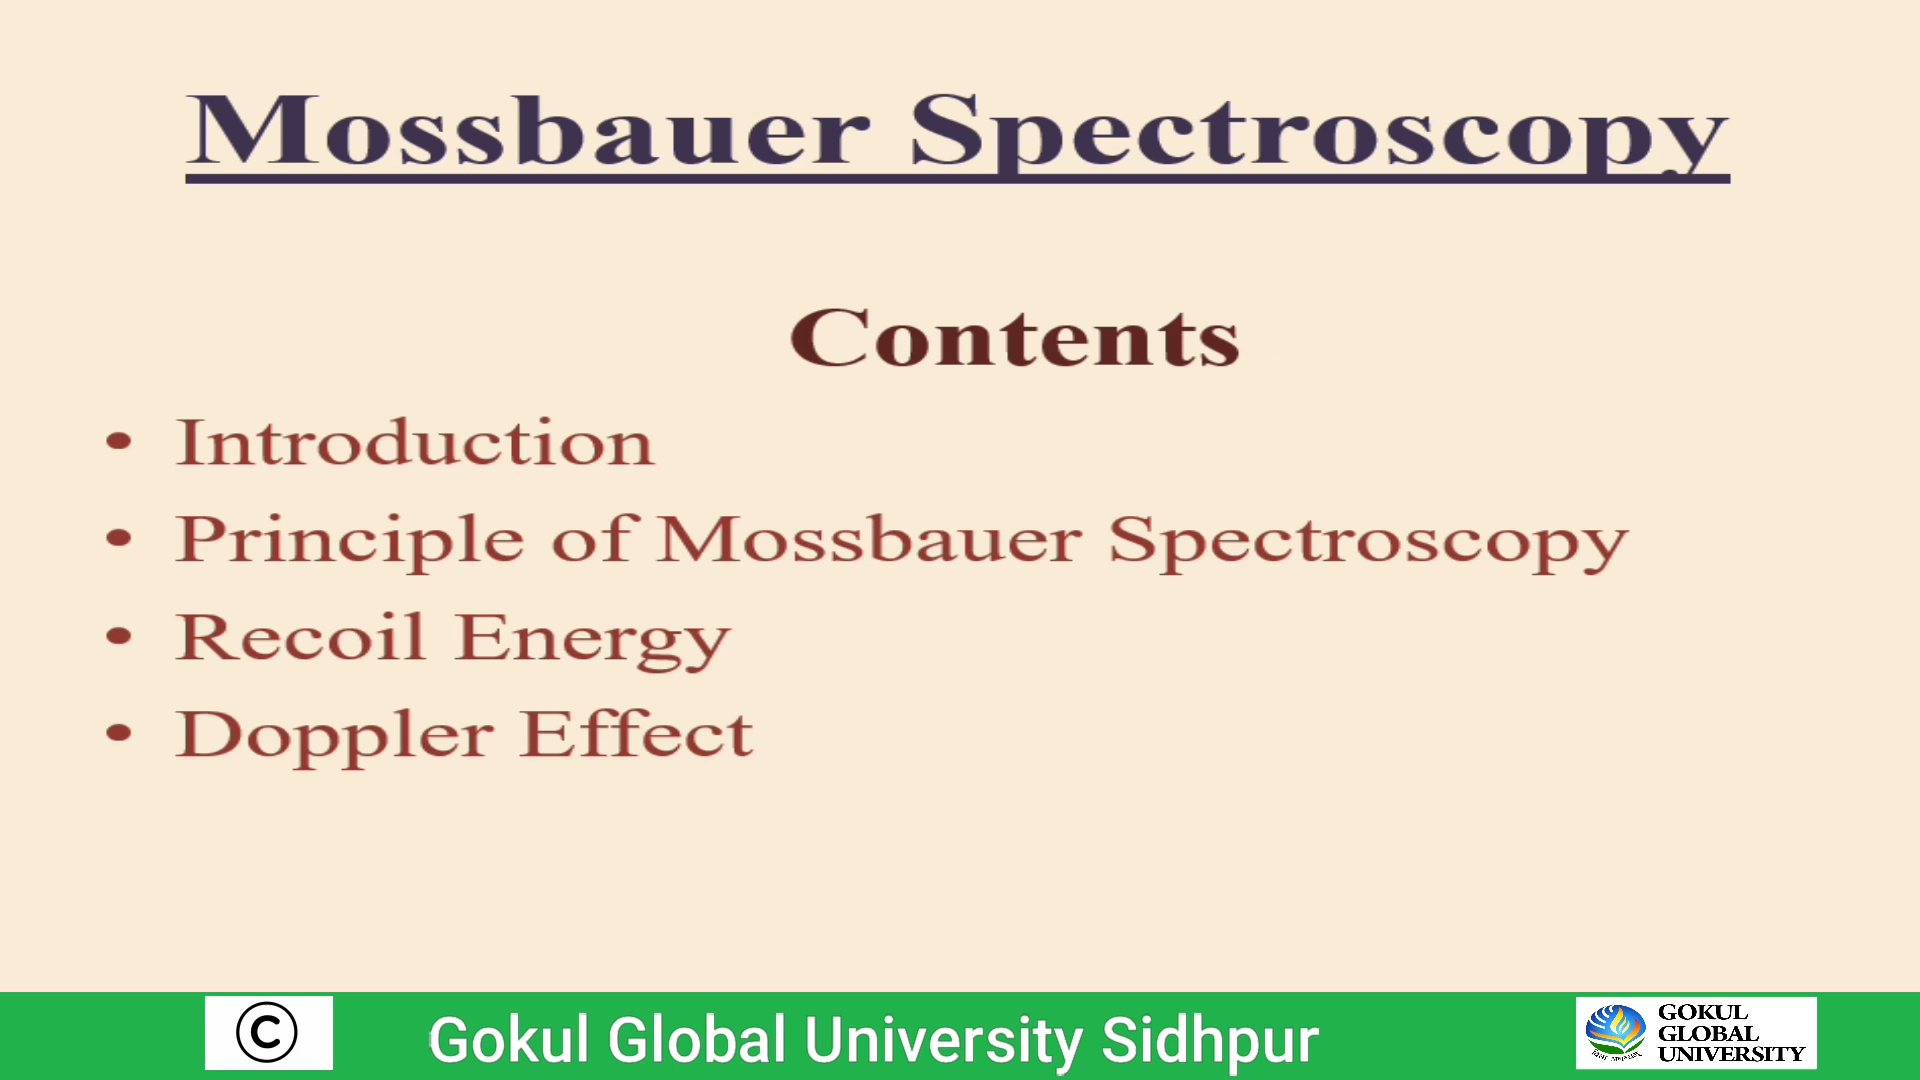 Mossbauer Spectroscopy
Contents
• Introduction
• Principle of Mossbauer Spectroscopy
• Recoil Energy
• Doppler Effect
© Gokul Global University Sidhpur
GOKUL
GLOBAL
UNIVERSITY